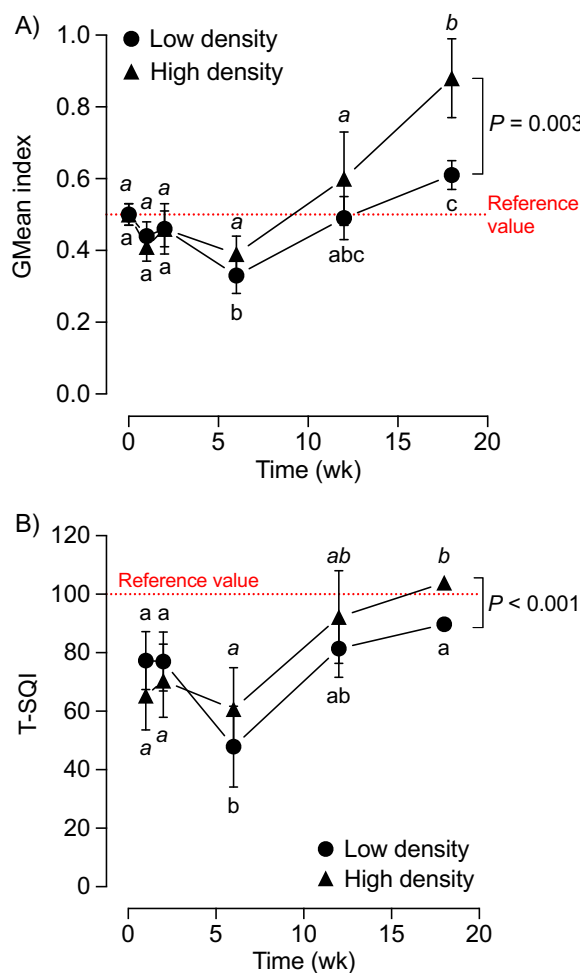 A)
1.0
0.8
0.6
0.4
0.2
0.0
GMean index
Low density
High density
a a a a a b
P = 0.003
Reference
value
a a a b abc c
0 5 10 15 20
Time (wk)
B)
120
100
80
60
40
20
0
T-SQI
Reference value
a a a ab b
P < 0.001
a a b ab a
Low density
High density
0 5 10 15 20
Time (wk)